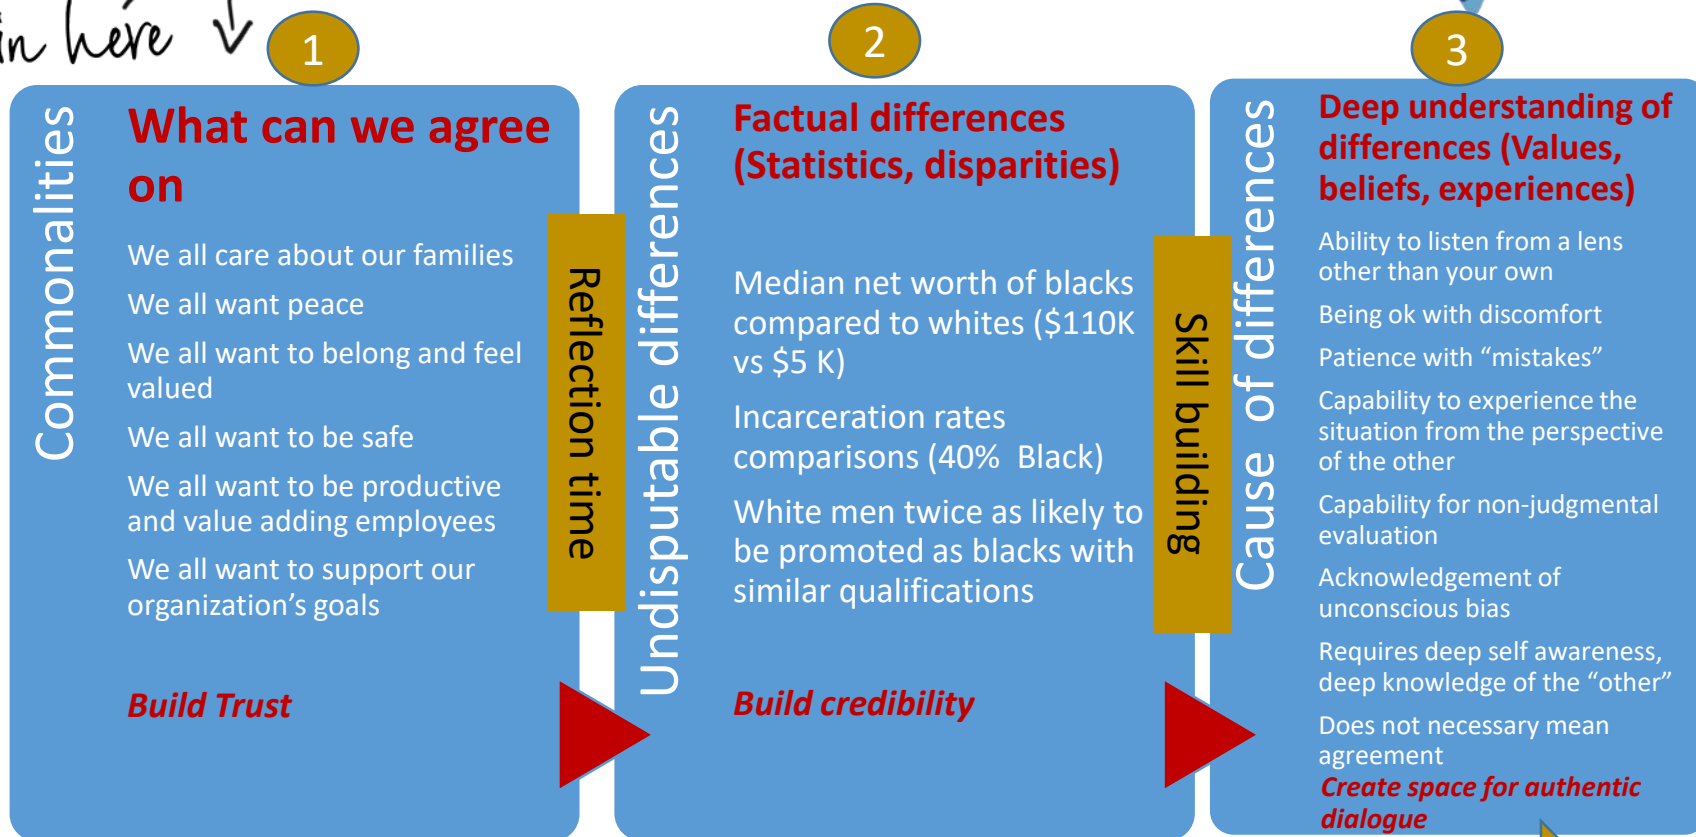 in here
1
Commonalities
What can we agree
on
We all care about our families
We all want peace
We all want to belong and feel
valued
We all want to be safe
We all want to be productive
and value adding employees
We all want to support our
organization's goals
Build Trust
Reflection time
2
Undisputable differences
Factual differences
(Statistics, disparities)
Median net worth of blacks
compared to whites ($110K
vs $5 K)
Incarceration rates
comparisons (40% Black)
White men twice as likely to
be promoted as blacks with
similar qualifications
Build credibility
Skill building
3
Cause of differences
Deep understanding of
differences (Values,
beliefs, experiences)
Ability to listen from a lens
other than your own
Being ok with discomfort
Patience with “mistakes”
Capability to experience the
situation from the perspective
of the other
Capability for non-judgmental
evaluation
Acknowledgement of
unconscious bias
Requires deep self awareness,
deep knowledge of the “other”
Does not necessary mean
agreement
Create space for authentic
dialogue